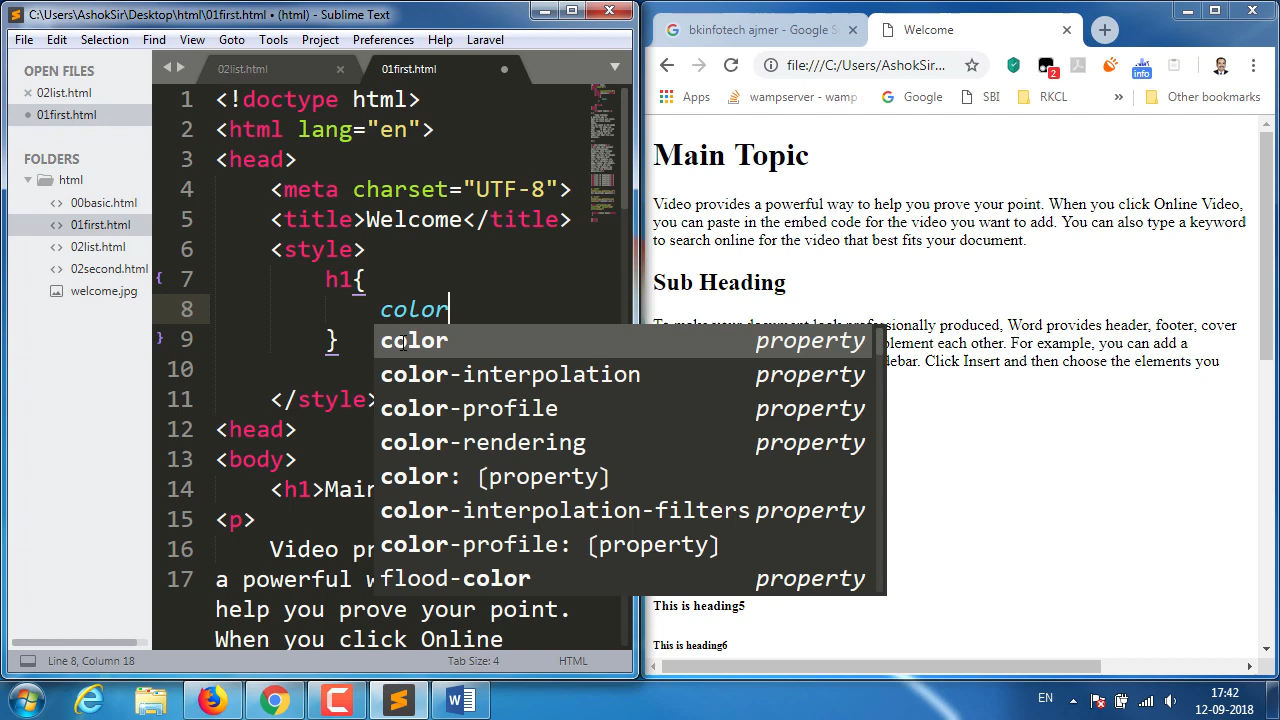 C:\Users\AshokSir\Desktop\html\01first.html • (html) - Sublime Text
File Edit Selection Find View Goto Tools Project Preferences Help Laravel
OPEN FILES
02list.html
01first.html
FOLDERS
html
00basic.html
01first.html
02list.html
02second.html
welcome.jpg
02list.html
01first.html
1 <!doctype html>
2 <html lang="en">
3 <head>
4 <meta charset="UTF-8">
5 <title>Welcome</title>
6 <style>
7 h1{
8 color
9 }
10
11 </style>
12 <head>
13 <body>
14 <h1>Main
15 <p>
16 Video pr
17 a powerful w
help you prove your point.
When you click Online
color property
color-interpolation property
color-profile property
color-rendering property
color: [property]
color-interpolation-filters property
color-profile: [property]
flood-color property
Line 8, Column 18
Tab Size: 4
HTML
bkinfotech ajmer - Google S
Welcome
file:///C:/Users/AshokSir...
2
info
Apps
wampserver - wamp
Google
SBI
RKCL
»
Other bookmarks
Main Topic
Video provides a powerful way to help you prove your point. When you click Online Video,
you can paste in the embed code for the video you want to add. You can also type a keyword
to search online for the video that best fits your document.
Sub Heading
To make your document look professionally produced, Word provides header, footer, cover
plement each other. For example, you can add a
debar. Click Insert and then choose the elements you
This is heading5
This is heading6
EN
17:42
12-09-2018